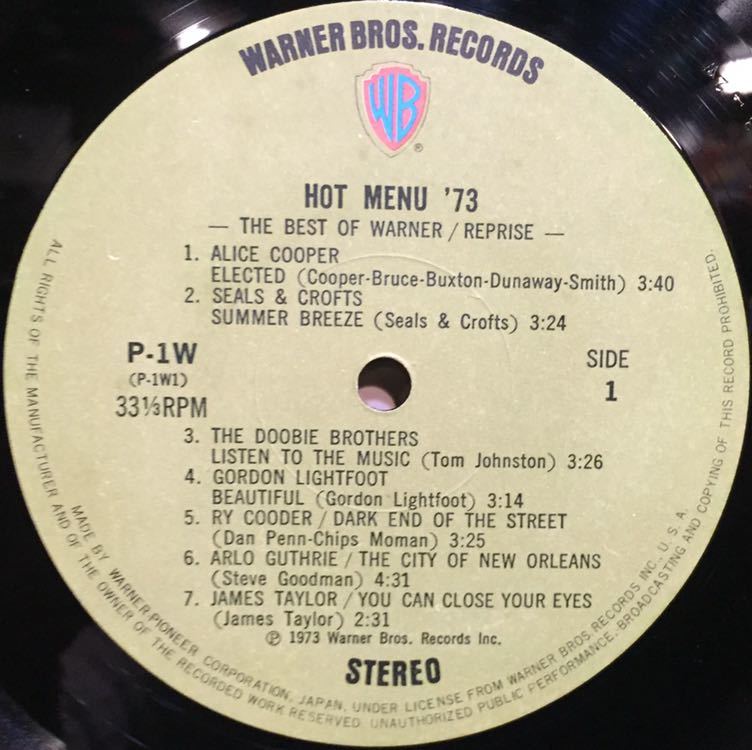 WARNER BROS. RECORDS
WB
®
HOT MENU '73
— THE BEST OF WARNER / REPRISE —
1. ALICE COOPER
ELECTED (Cooper-Bruce-Buxton-Dunaway-Smith) 3:40
2. SEALS & CROFTS
SUMMER BREEZE (Seals & Crofts) 3:24
P-1W
(P-1W1)
33⅓RPM
SIDE
1
3. THE DOOBIE BROTHERS
LISTEN TO THE MUSIC (Tom Johnston) 3:26
4. GORDON LIGHTFOOT
BEAUTIFUL (Gordon Lightfoot) 3:14
5. RY COODER / DARK END OF THE STREET
(Dan Penn-Chips Moman) 3:25
6. ARLO GUTHRIE / THE CITY OF NEW ORLEANS
(Steve Goodman) 4:31
7. JAMES TAYLOR / YOU CAN CLOSE YOUR EYES
(James Taylor) 2:31
℗ 1973 Warner Bros. Records Inc.
STEREO
MADE BY WARNER-PIONEER CORPORATION, JAPAN, UNDER LICENSE FROM WARNER BROS. RECORDS INC., U. S. A.
ALL RIGHTS OF THE MANUFACTURER AND OF THE OWNER OF THE RECORDED WORK RESERVED. UNAUTHORIZED PUBLIC PERFORMANCE, BROADCASTING AND COPYING OF THIS RECORD PROHIBITED.